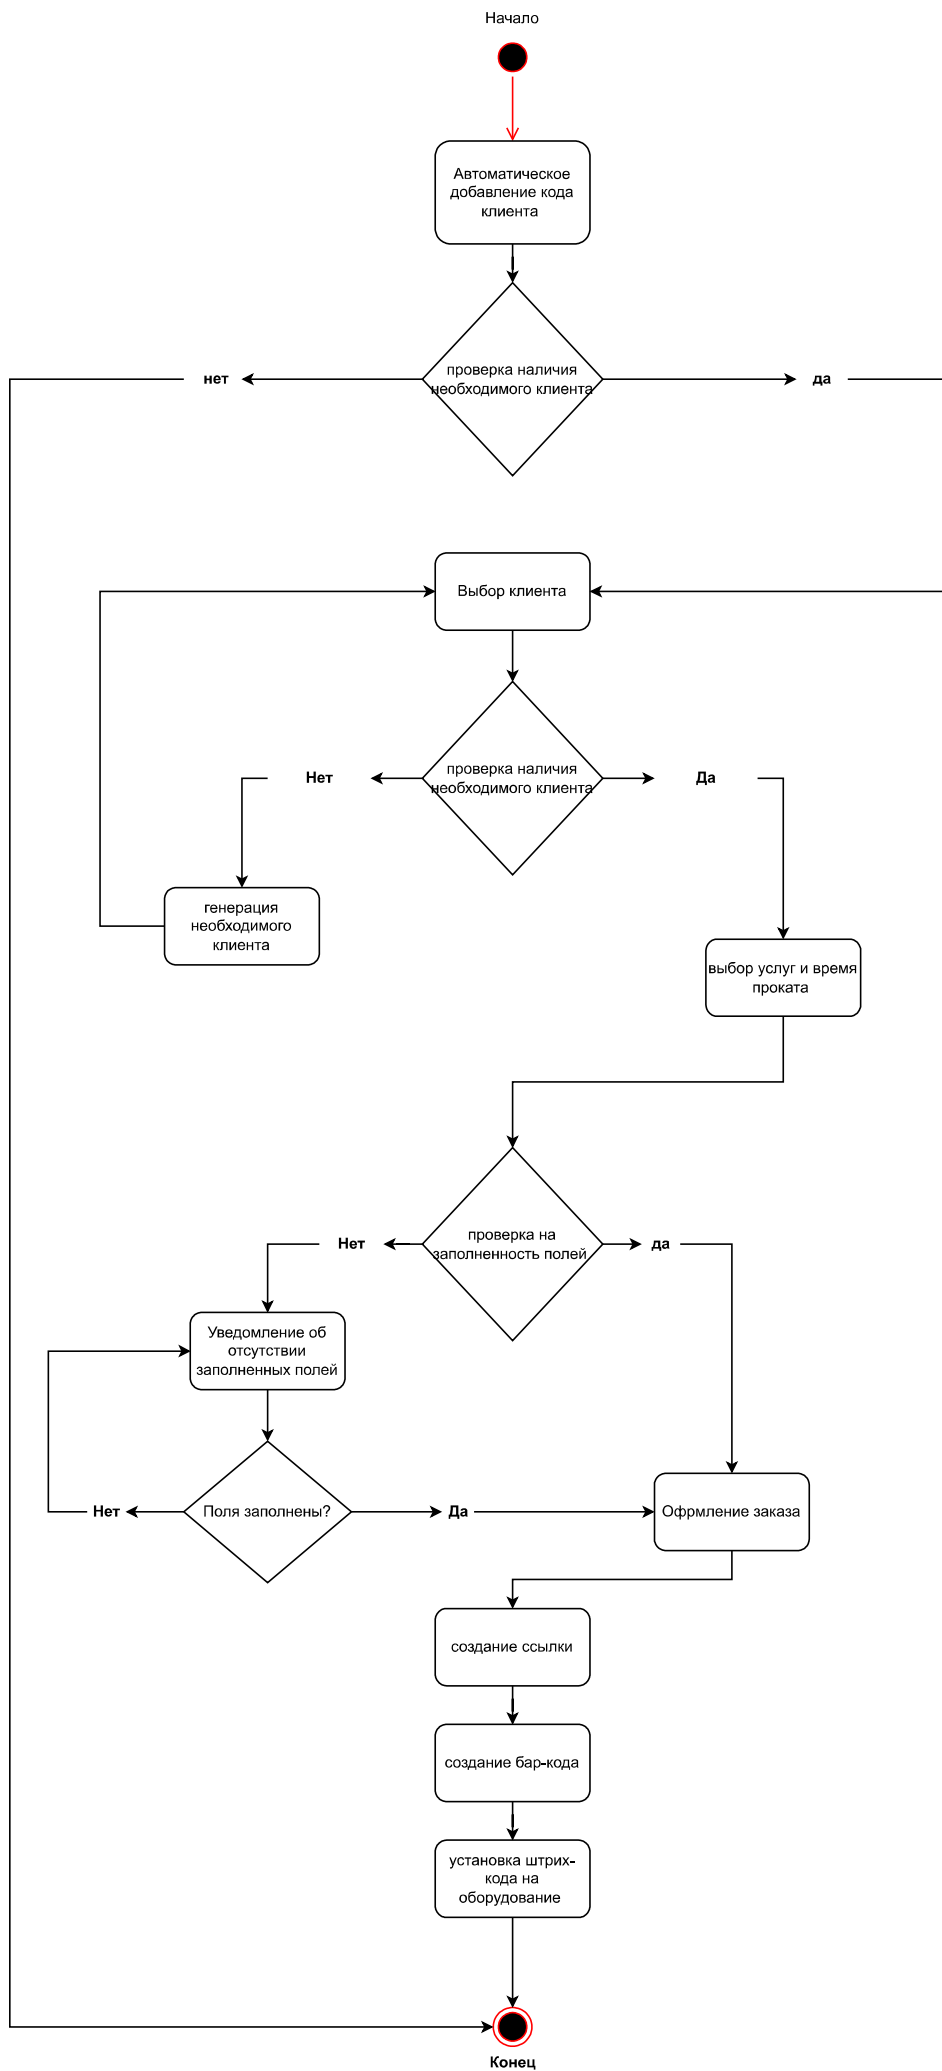 Начало
Автоматическое
добавление кода
клиента
проверка наличия
необходимого клиента
нет
да
Выбор клиента
проверка наличия
необходимого клиента
Нет
Да
генерация
необходимого
клиента
выбор услуг и время
проката
проверка на
заполненность полей
Нет
да
Уведомление об
отсутствии
заполненных полей
Поля заполнены?
Нет
Да
Офрмление заказа
создание ссылки
создание бар-кода
установка штрих-
кода на
оборудование
Конец